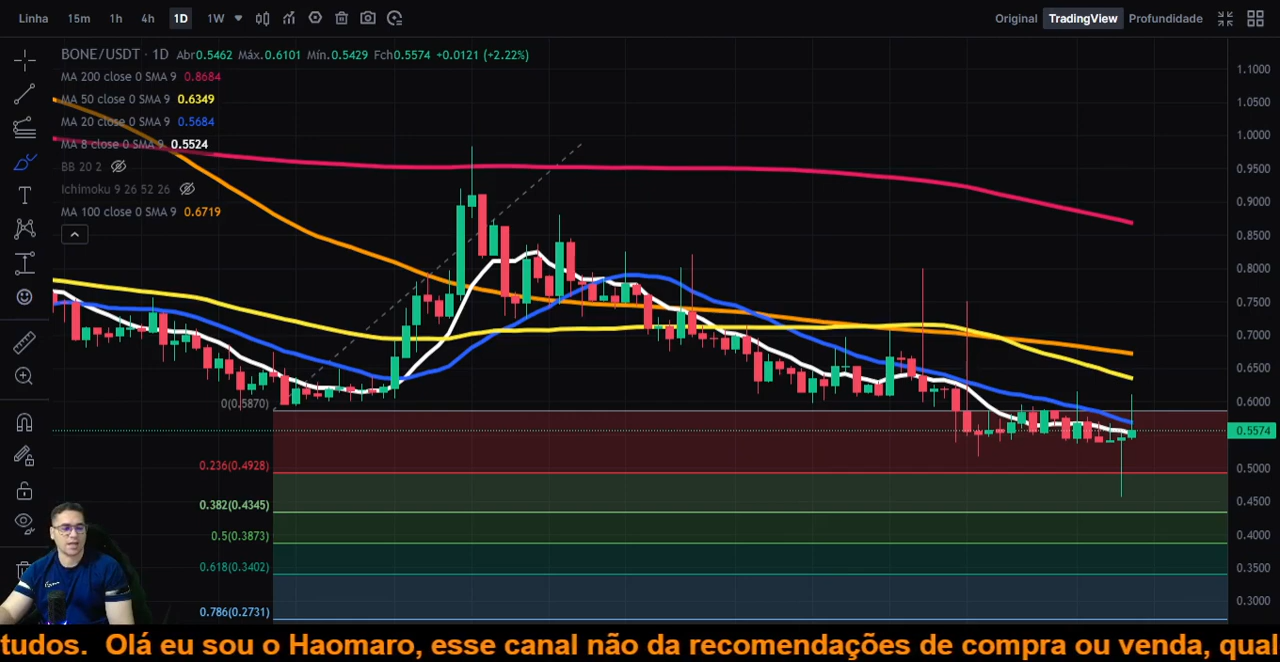 Linha 15m 1h 4h 1D 1W Original TradingView Profundidade
BONE/USDT · 1D Abr0.5462 Máx.0.6101 Mín.0.5429 Fch0.5574 +0.0121 (+2.22%)
MA 200 close 0 SMA 9 0.8684
MA 50 close 0 SMA 9 0.6349
MA 20 close 0 SMA 9 0.5684
MA 8 close 0 SMA 9 0.5524
BB 20 2
Ichimoku 9 26 52 26
MA 100 close 0 SMA 9 0.6719
1.1000
1.0500
1.0000
0.9500
0.9000
0.8500
0.8000
0.7500
0.7000
0.6500
0.6000
0.5574
0.5000
0.4500
0.4000
0.3500
0.3000
0(0.5870)
0.236(0.4928)
0.382(0.4345)
0.5(0.3873)
0.618(0.3402)
0.786(0.2731)
tudos. Olá eu sou o Haomaro, esse canal não da recomendações de compra ou venda, qual